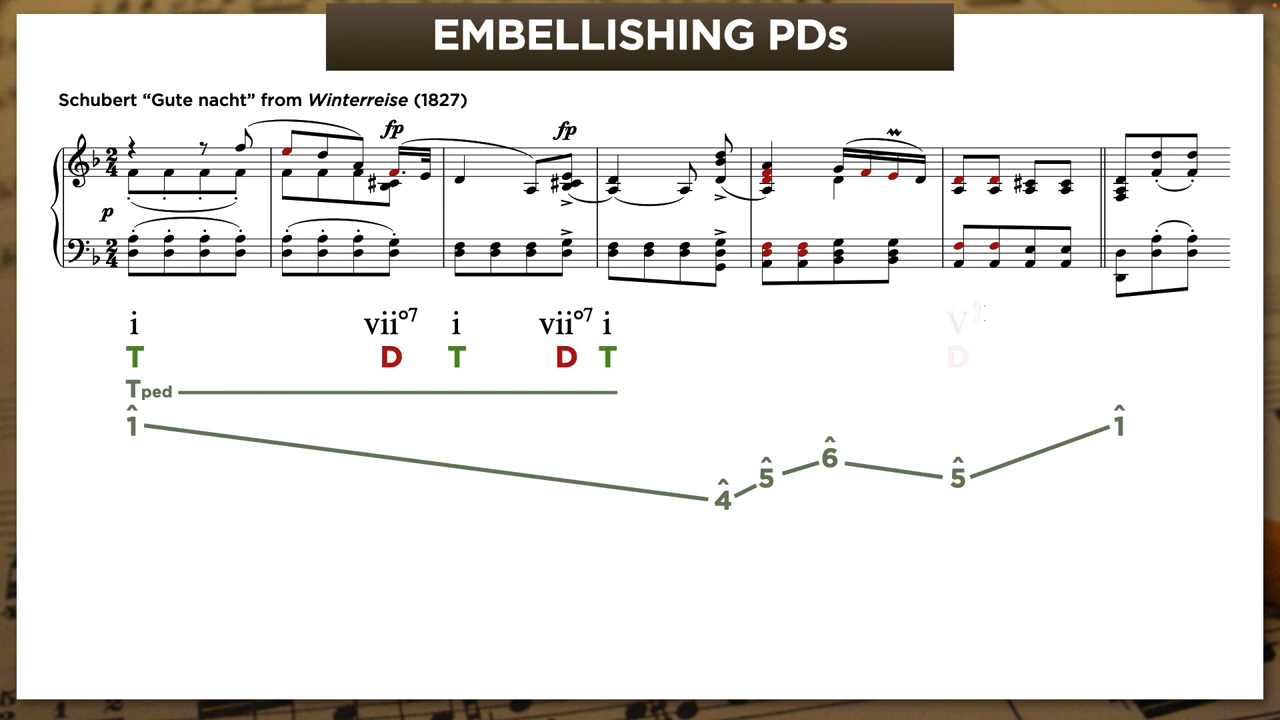 EMBELLISHING PDs
Schubert “Gute nacht” from Winterreise (1827)
fp fp
p
i vii°7 i vii°7 i V
T D T D T D
Tped
1̂ 1̂
6̂
5̂ 5̂
4̂